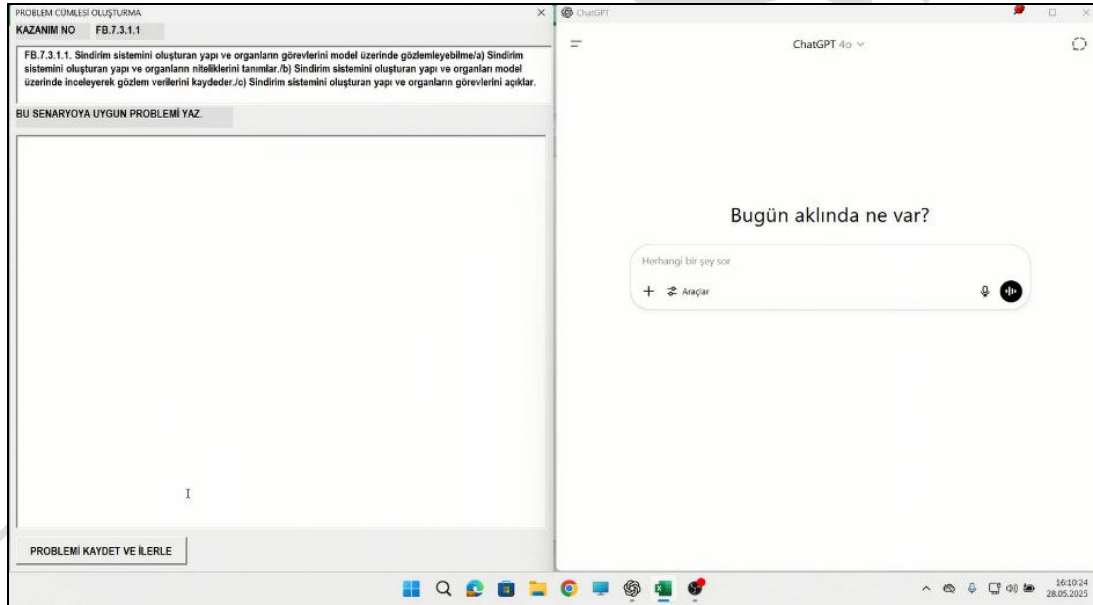 PROBLEM CÜMLESİ OLUŞTURMA
KAZANIM NO FB.7.3.1.1
FB.7.3.1.1. Sindirim sistemini oluşturan yapı ve organların görevlerini model üzerinde gözlemleyebilme/a) Sindirim
sistemini oluşturan yapı ve organların niteliklerini tanımlar./b) Sindirim sistemini oluşturan yapı ve organları model
üzerinde inceleyerek gözlem verilerini kaydeder./c) Sindirim sistemini oluşturan yapı ve organların görevlerini açıklar.
BU SENARYOYA UYGUN PROBLEMİ YAZ.
PROBLEMİ KAYDET VE İLERLE
ChatGPT
ChatGPT 4o
Bugün aklında ne var?
Herhangi bir şey sor
Araçlar
16:10:24
28.05.2025